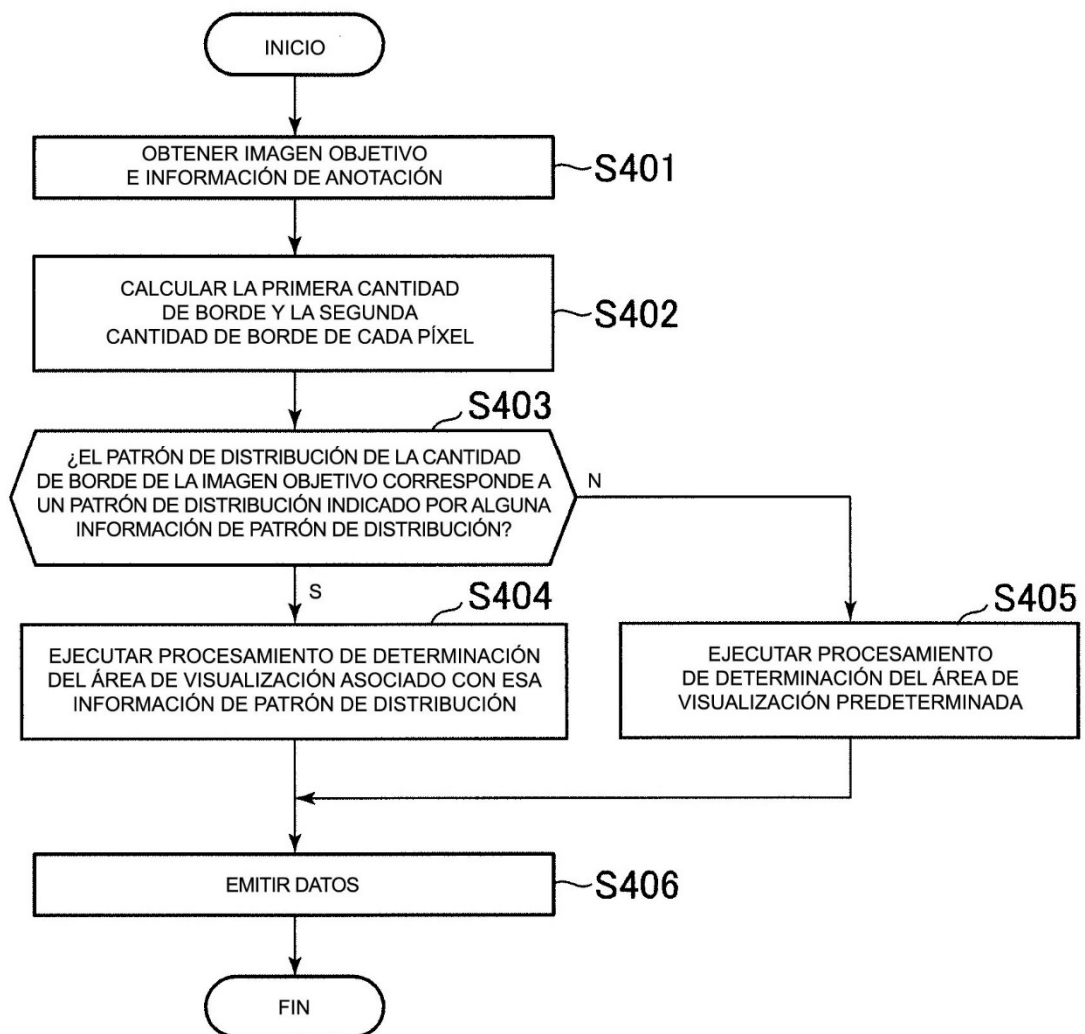 INICIO
OBTENER IMAGEN OBJETIVO
E INFORMACIÓN DE ANOTACIÓN
S401
CALCULAR LA PRIMERA CANTIDAD
DE BORDE Y LA SEGUNDA
CANTIDAD DE BORDE DE CADA PÍXEL
S402
S403
¿EL PATRÓN DE DISTRIBUCIÓN DE LA CANTIDAD
DE BORDE DE LA IMAGEN OBJETIVO CORRESPONDE A
UN PATRÓN DE DISTRIBUCIÓN INDICADO POR ALGUNA
INFORMACIÓN DE PATRÓN DE DISTRIBUCIÓN?
N
S
S404
EJECUTAR PROCESAMIENTO DE DETERMINACIÓN
DEL ÁREA DE VISUALIZACIÓN ASOCIADO CON ESA
INFORMACIÓN DE PATRÓN DE DISTRIBUCIÓN
S405
EJECUTAR PROCESAMIENTO
DE DETERMINACIÓN DEL ÁREA DE
VISUALIZACIÓN PREDETERMINADA
EMITIR DATOS
S406
FIN